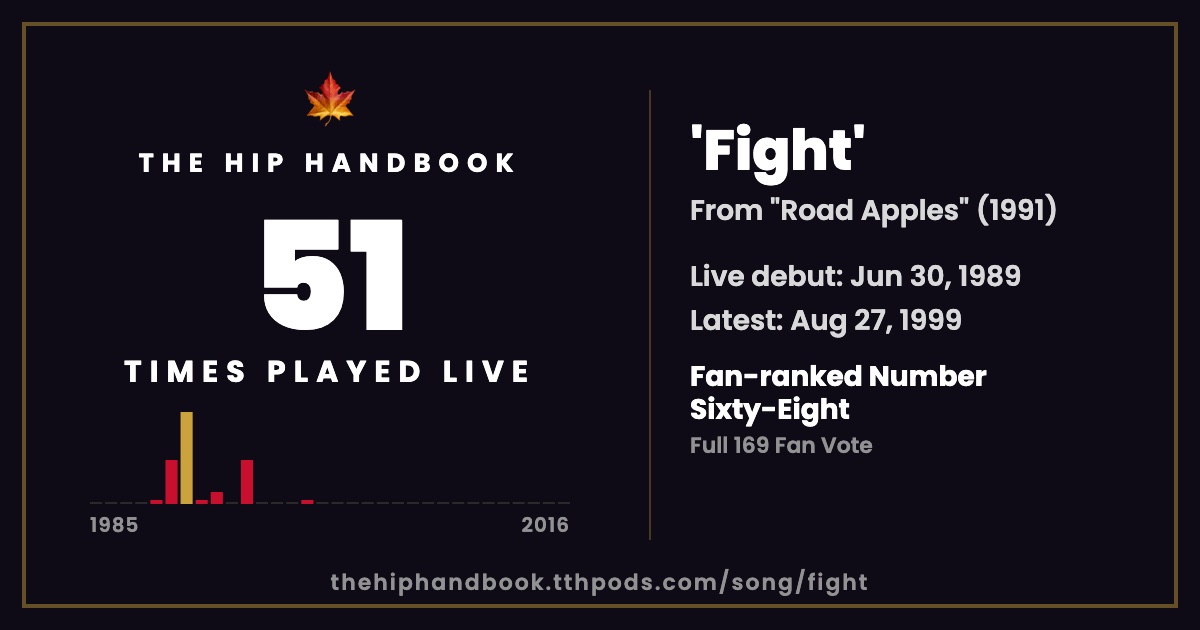 THE HIP HANDBOOK
51
TIMES PLAYED LIVE
1985
2016
'Fight'
From "Road Apples" (1991)
Live debut: Jun 30, 1989
Latest: Aug 27, 1999
Fan-ranked Number
Sixty-Eight
Full 169 Fan Vote
thehiphandbook.tthpods.com/song/fight